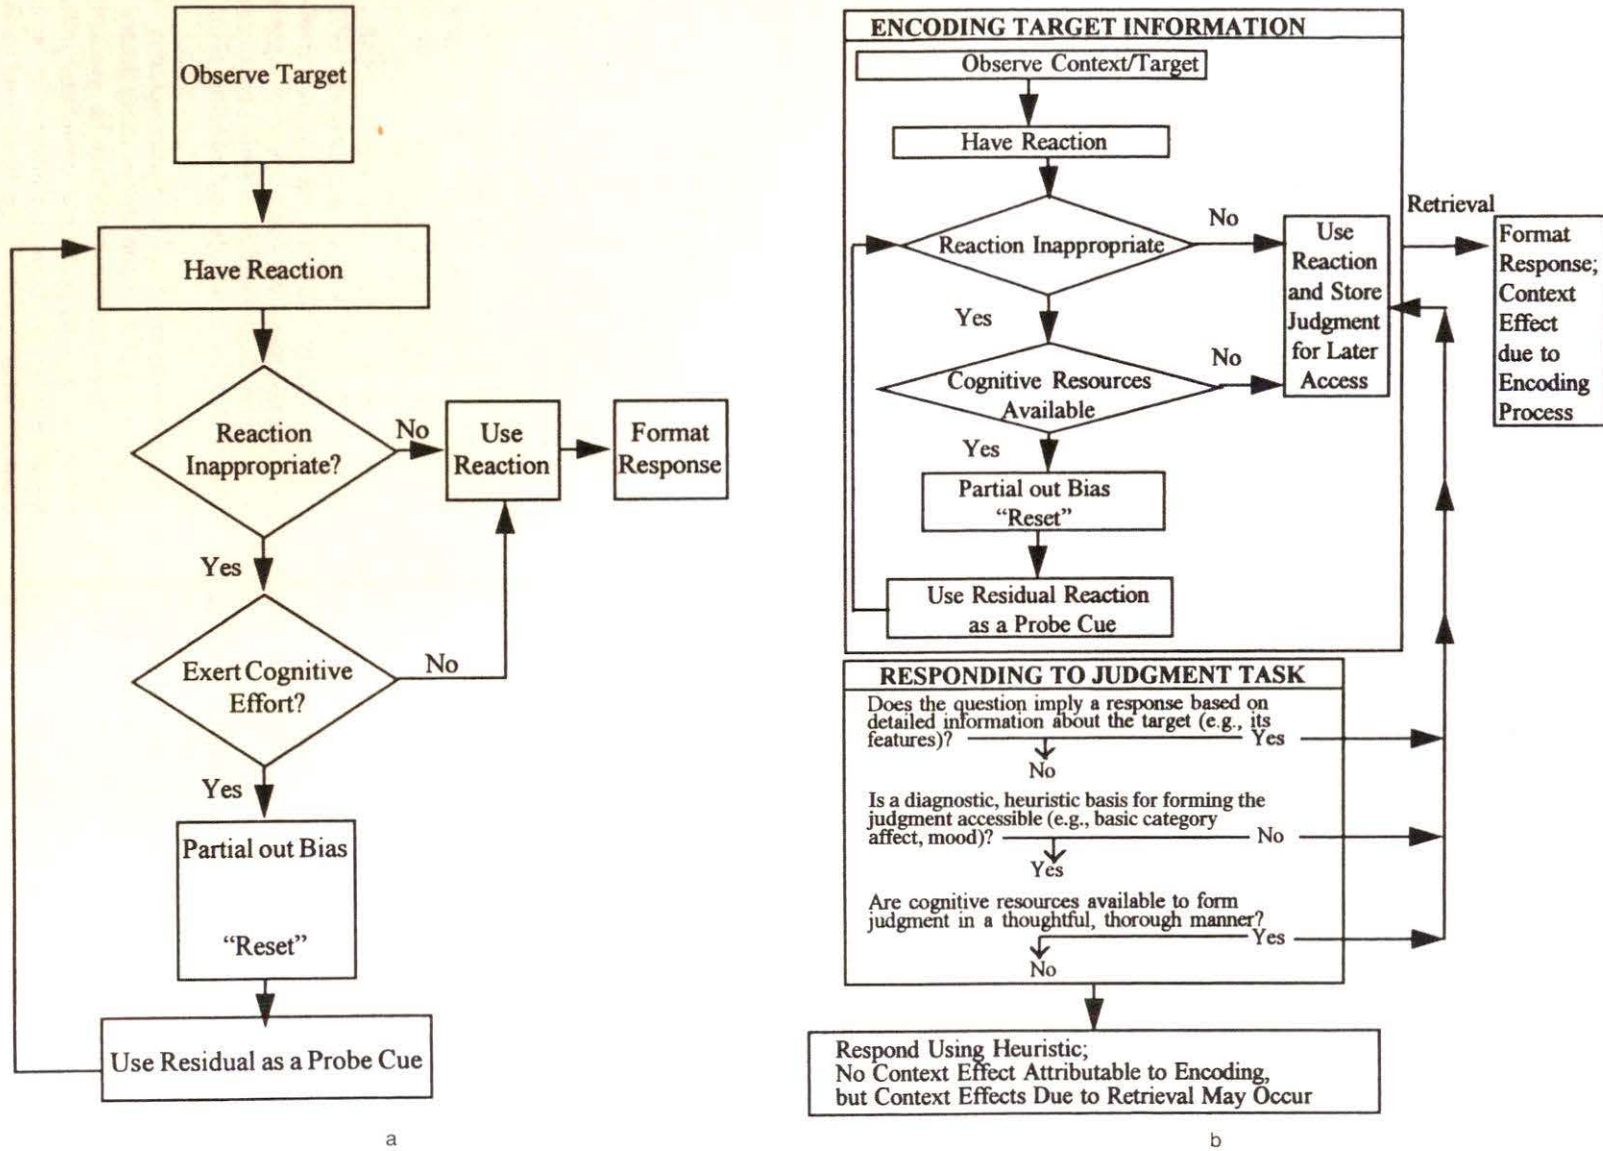 Observe Target
Have Reaction
Reaction
Inappropriate?
No
Use
Reaction
Format
Response
Yes
Exert Cognitive
Effort?
No
Yes
Partial out Bias
“Reset”
Use Residual as a Probe Cue
a
ENCODING TARGET INFORMATION
Observe Context/Target
Have Reaction
Reaction Inappropriate
No
Yes
Cognitive Resources
Available
No
Yes
Partial out Bias
“Reset”
Use Residual Reaction
as a Probe Cue
Use
Reaction
and Store
Judgment
for Later
Access
Retrieval
Format
Response;
Context
Effect
due to
Encoding
Process
RESPONDING TO JUDGMENT TASK
Does the question imply a response based on
detailed information about the target (e.g., its
features)?
Yes
No
Is a diagnostic, heuristic basis for forming the
judgment accessible (e.g., basic category
affect, mood)?
No
Yes
Are cognitive resources available to form
judgment in a thoughtful, thorough manner?
Yes
No
Respond Using Heuristic;
No Context Effect Attributable to Encoding,
but Context Effects Due to Retrieval May Occur
b